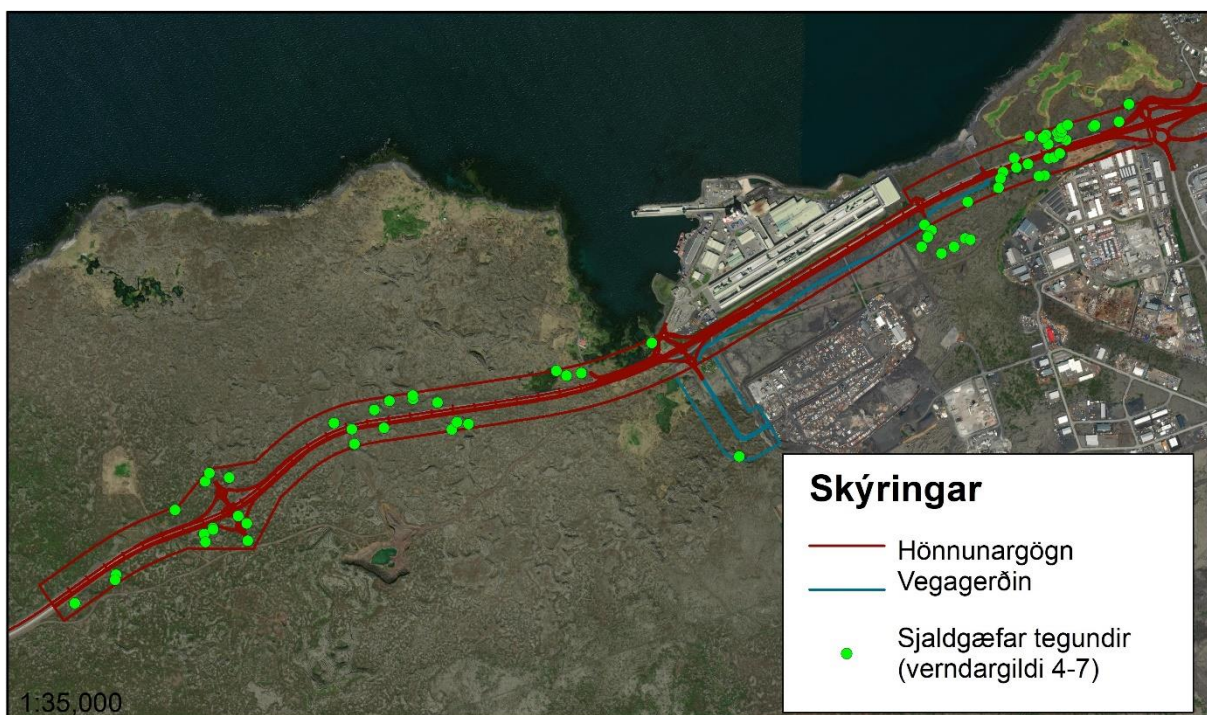 Skýringar
Hönnunargögn
Vegagerðin
Sjaldgæfar tegundir
(verndargildi 4-7)
1:35,000